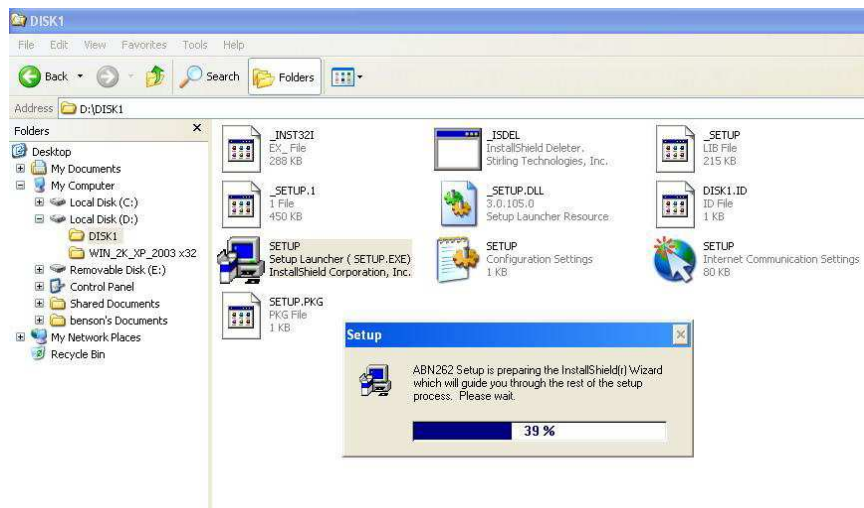 DISK1
File Edit View Favorites Tools Help
Back Search Folders
Address D:\DISK1
Folders x
Desktop
My Documents
My Computer
Local Disk (C:)
Local Disk (D:)
DISK1
WIN_2K_XP_2003 x32
Removable Disk (E:)
Control Panel
Shared Documents
benson's Documents
My Network Places
Recycle Bin
_INST32I
EX_ File
288 KB
_ISDEL
InstallShield Deleter.
Stirling Technologies, Inc.
_SETUP
LIB File
215 KB
_SETUP.1
1 File
450 KB
_SETUP.DLL
3.0.105.0
Setup Launcher Resource
DISK1.ID
ID File
1 KB
SETUP
Setup Launcher ( SETUP.EXE)
InstallShield Corporation, Inc.
SETUP
Configuration Settings
1 KB
SETUP
Internet Communication Settings
80 KB
SETUP.PKG
PKG File
1 KB
Setup
ABN262 Setup is preparing the InstallShield(r) Wizard
which will guide you through the rest of the setup
process. Please wait.
39 %